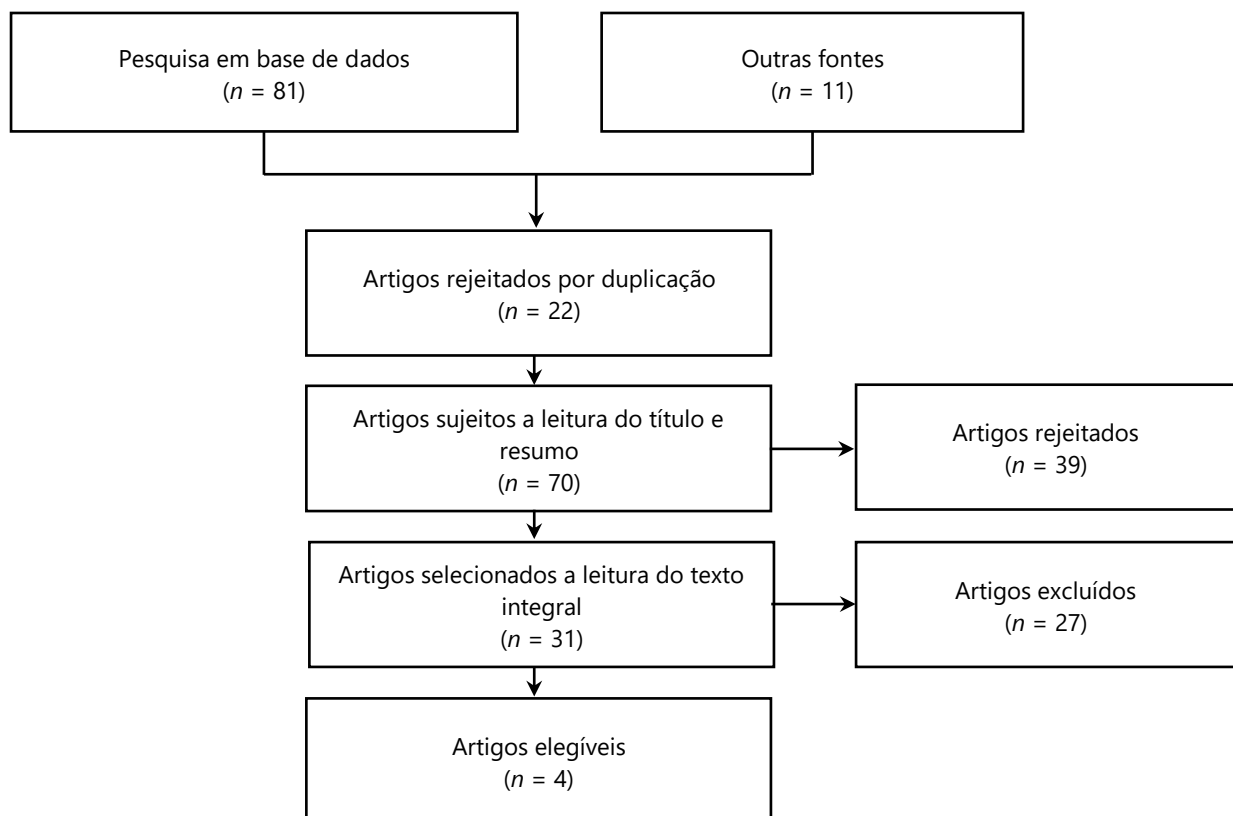 Pesquisa em base de dados
(n = 81)
Outras fontes
(n = 11)
Artigos rejeitados por duplicação
(n = 22)
Artigos sujeitos a leitura do título e
resumo
(n = 70)
Artigos rejeitados
(n = 39)
Artigos selecionados a leitura do texto
integral
(n = 31)
Artigos excluídos
(n = 27)
Artigos elegíveis
(n = 4)